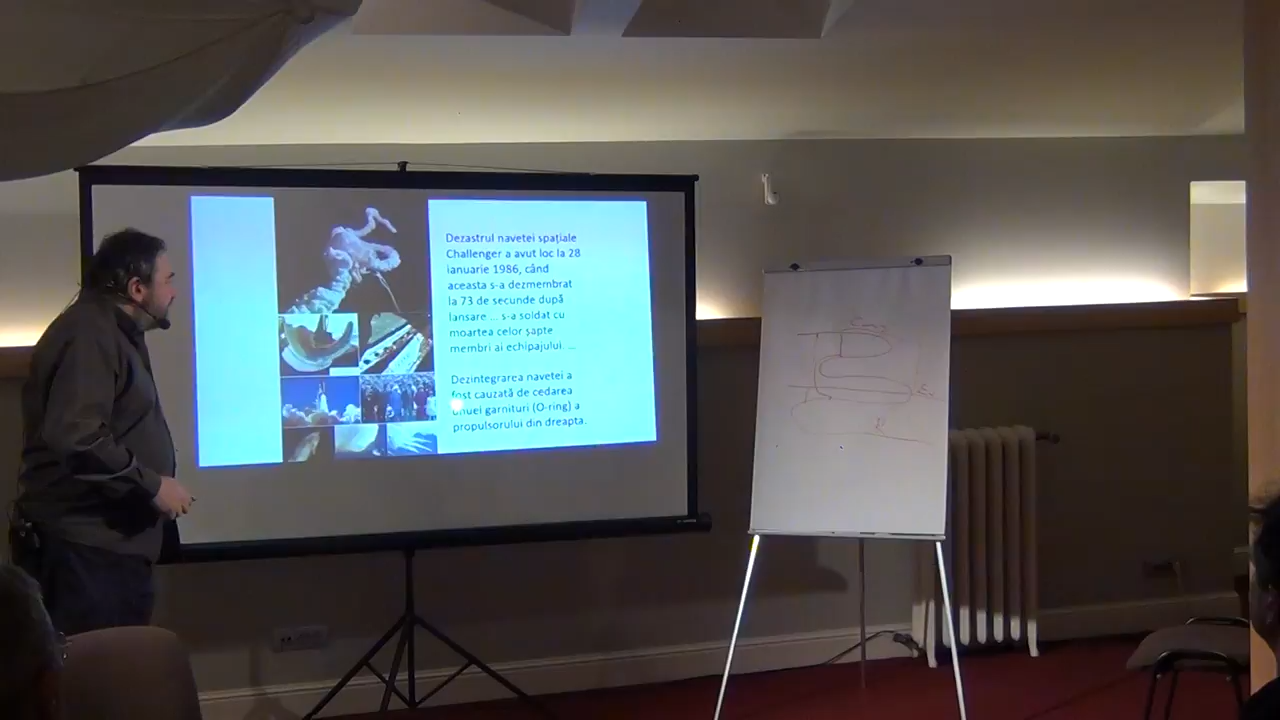 Dezastrul navetei spațiale
Challenger a avut loc la 28
ianuarie 1986, când
aceasta s-a dezmembrat
la 73 de secunde după
lansare ... s-a soldat cu
moartea celor șapte
membri ai echipajului. ...
Dezintegrarea navetei a
fost cauzată de cedarea
unei garnituri (O-ring) a
propulsorului din dreapta.